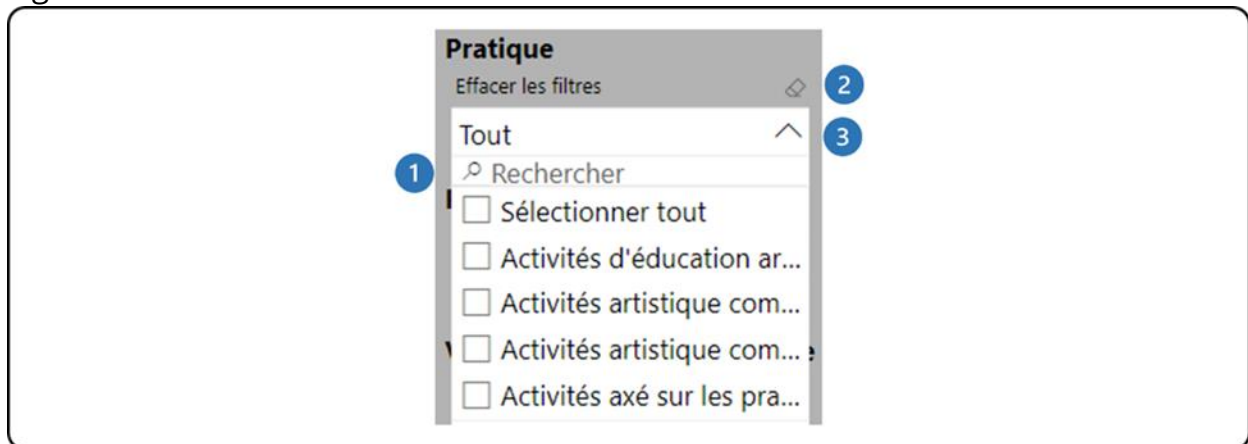 Pratique
Effacer les filtres 2
Tout 3
1 Rechercher
Sélectionner tout
Activités d'éducation ar...
Activités artistique com...
Activités artistique com...
Activités axé sur les pra...